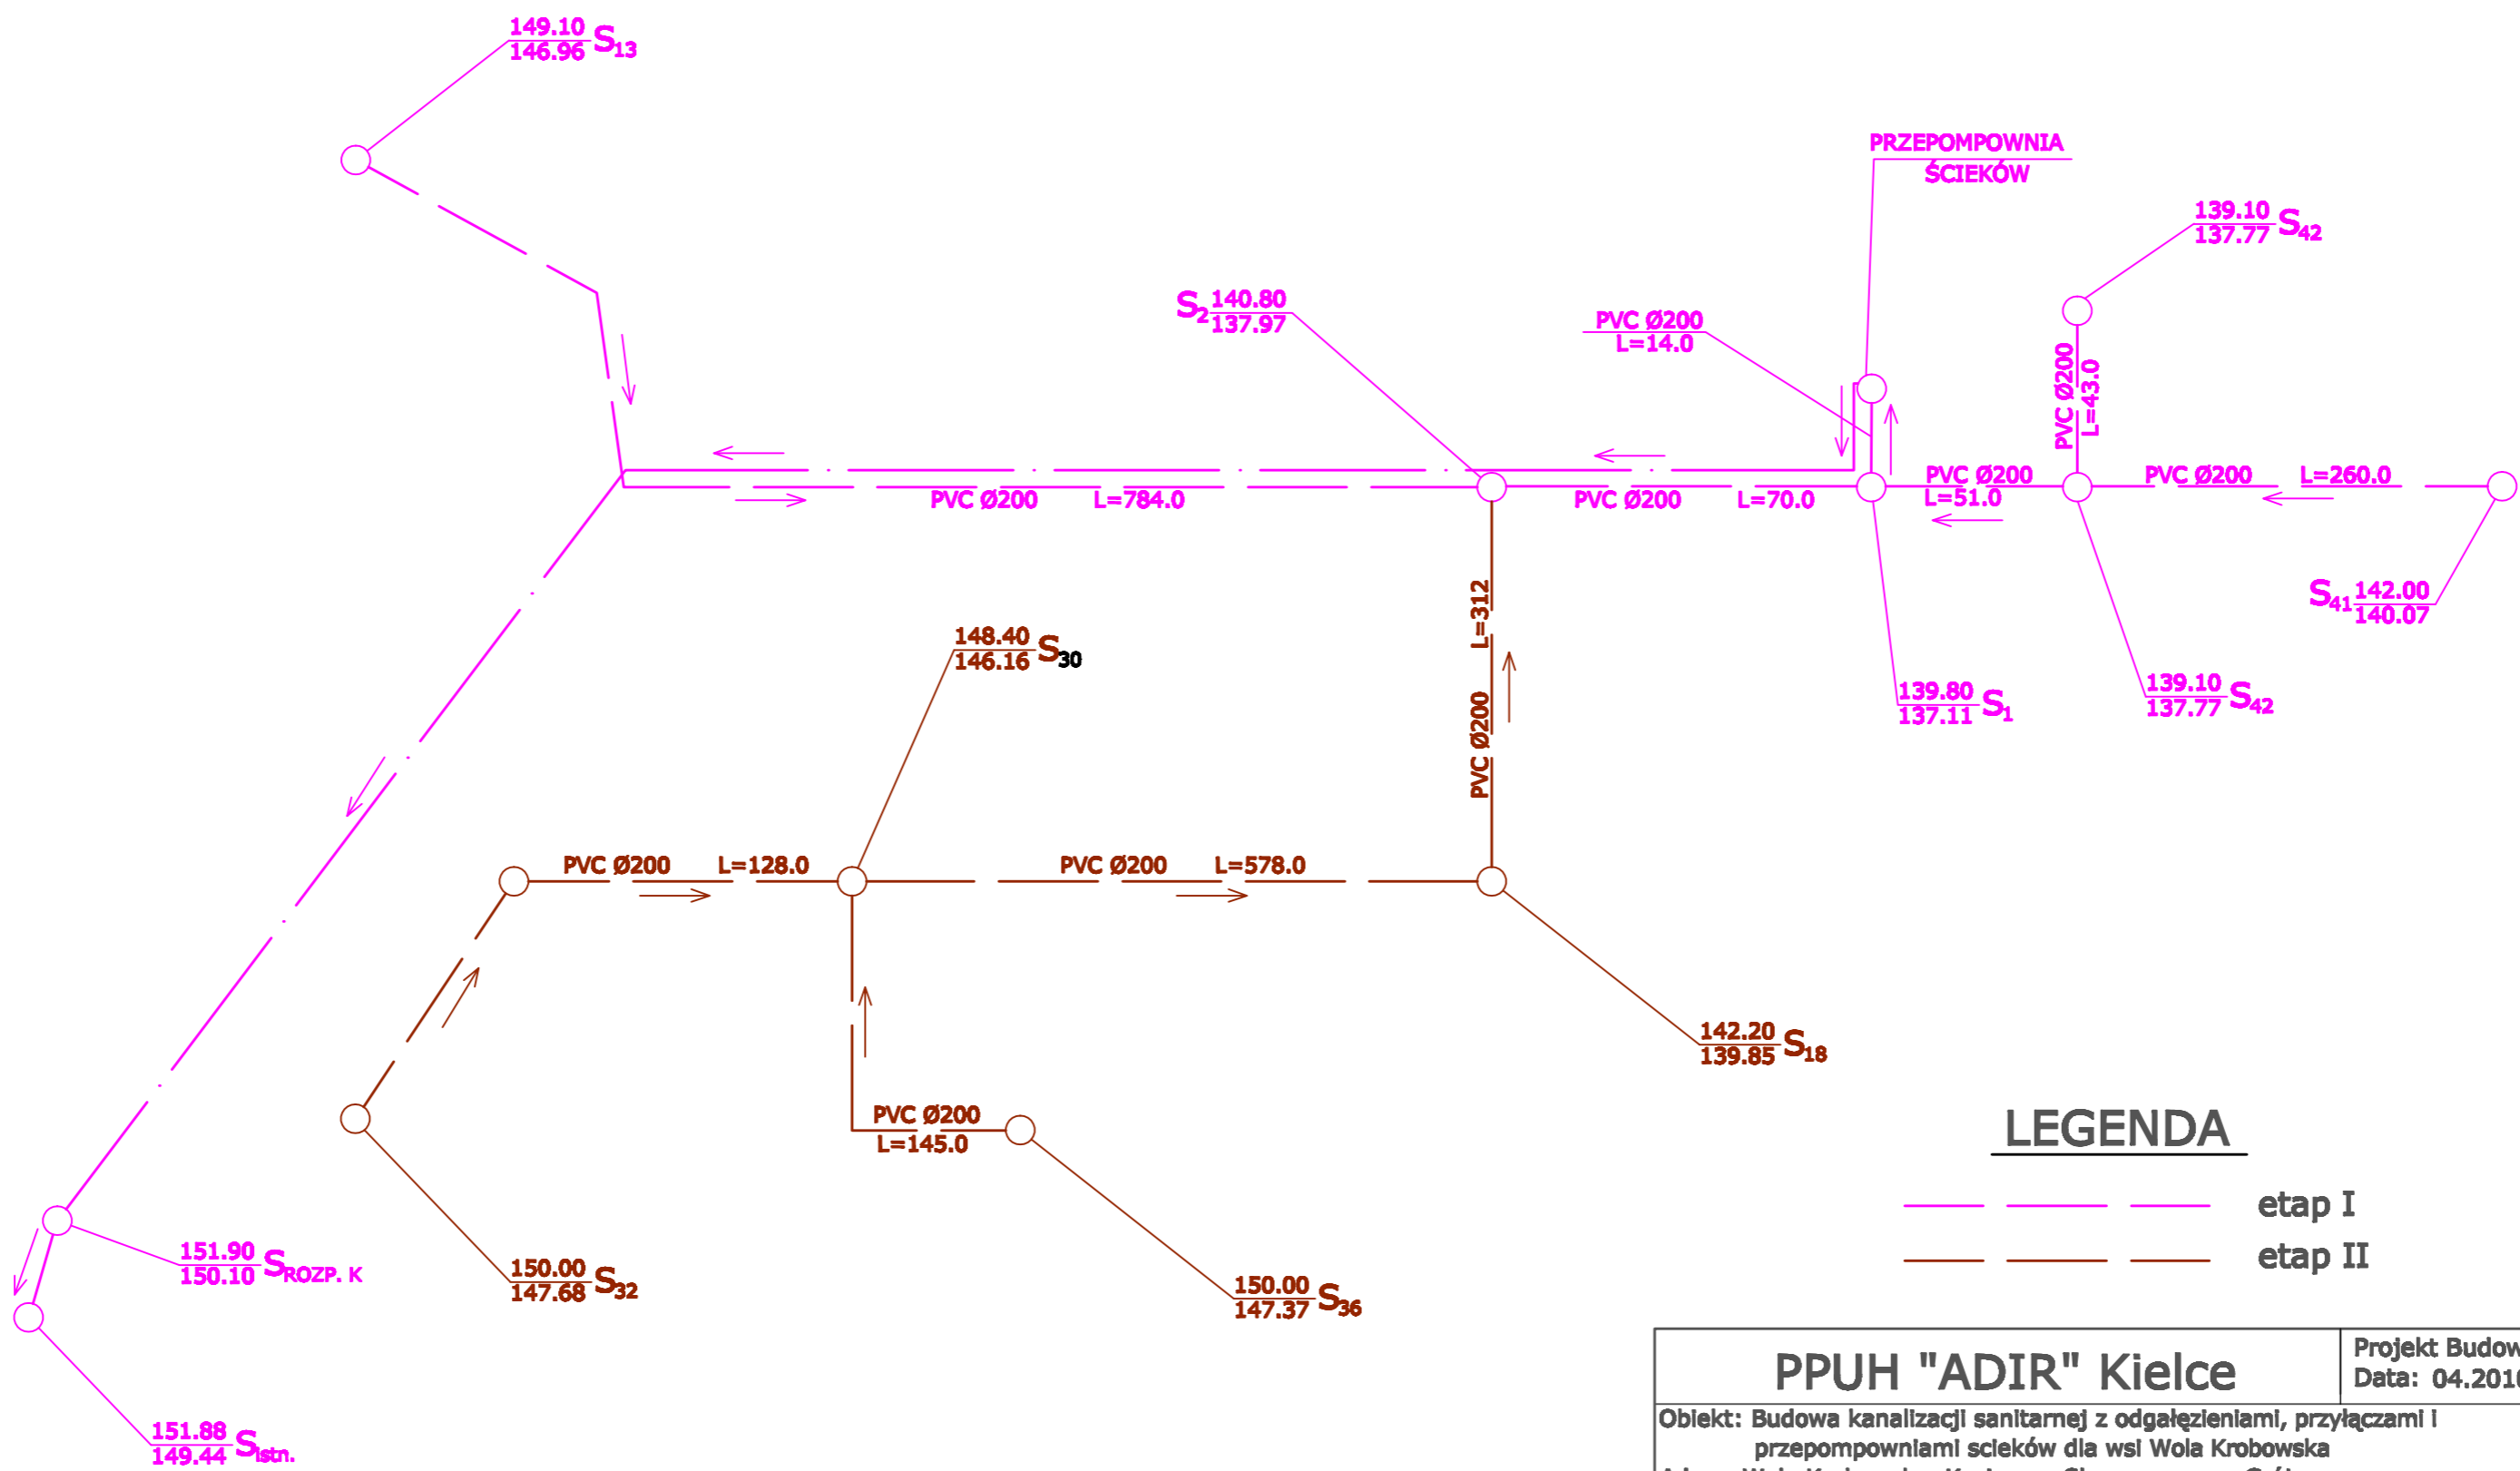 149.10
146.96 S13
PRZEPOMPOWNIA
ŚCIEKÓW
139.10
137.77 S42
S2 140.80
137.97
PVC Ø200
L=14.0
PVC Ø200
L=43.0
PVC Ø200 L=784.0
PVC Ø200 L=70.0
PVC Ø200
L=51.0
PVC Ø200 L=260.0
S41 142.00
140.07
PVC Ø200 L=312
148.40
146.16 S30
139.80
137.11 S1
139.10
137.77 S42
PVC Ø200 L=128.0
PVC Ø200 L=578.0
142.20
139.85 S18
PVC Ø200
L=145.0
151.90
150.10 SROZP. K
150.00
147.68 S32
150.00
147.37 S36
151.88
149.44 Sistn.
LEGENDA
etap I
etap II
PPUH "ADIR" Kielce
Projekt Budow
Data: 04.2010
Obiekt: Budowa kanalizacji sanitarnej z odgałęzieniami, przyłączami i
przepompowniami scieków dla wsi Wola Krobowska